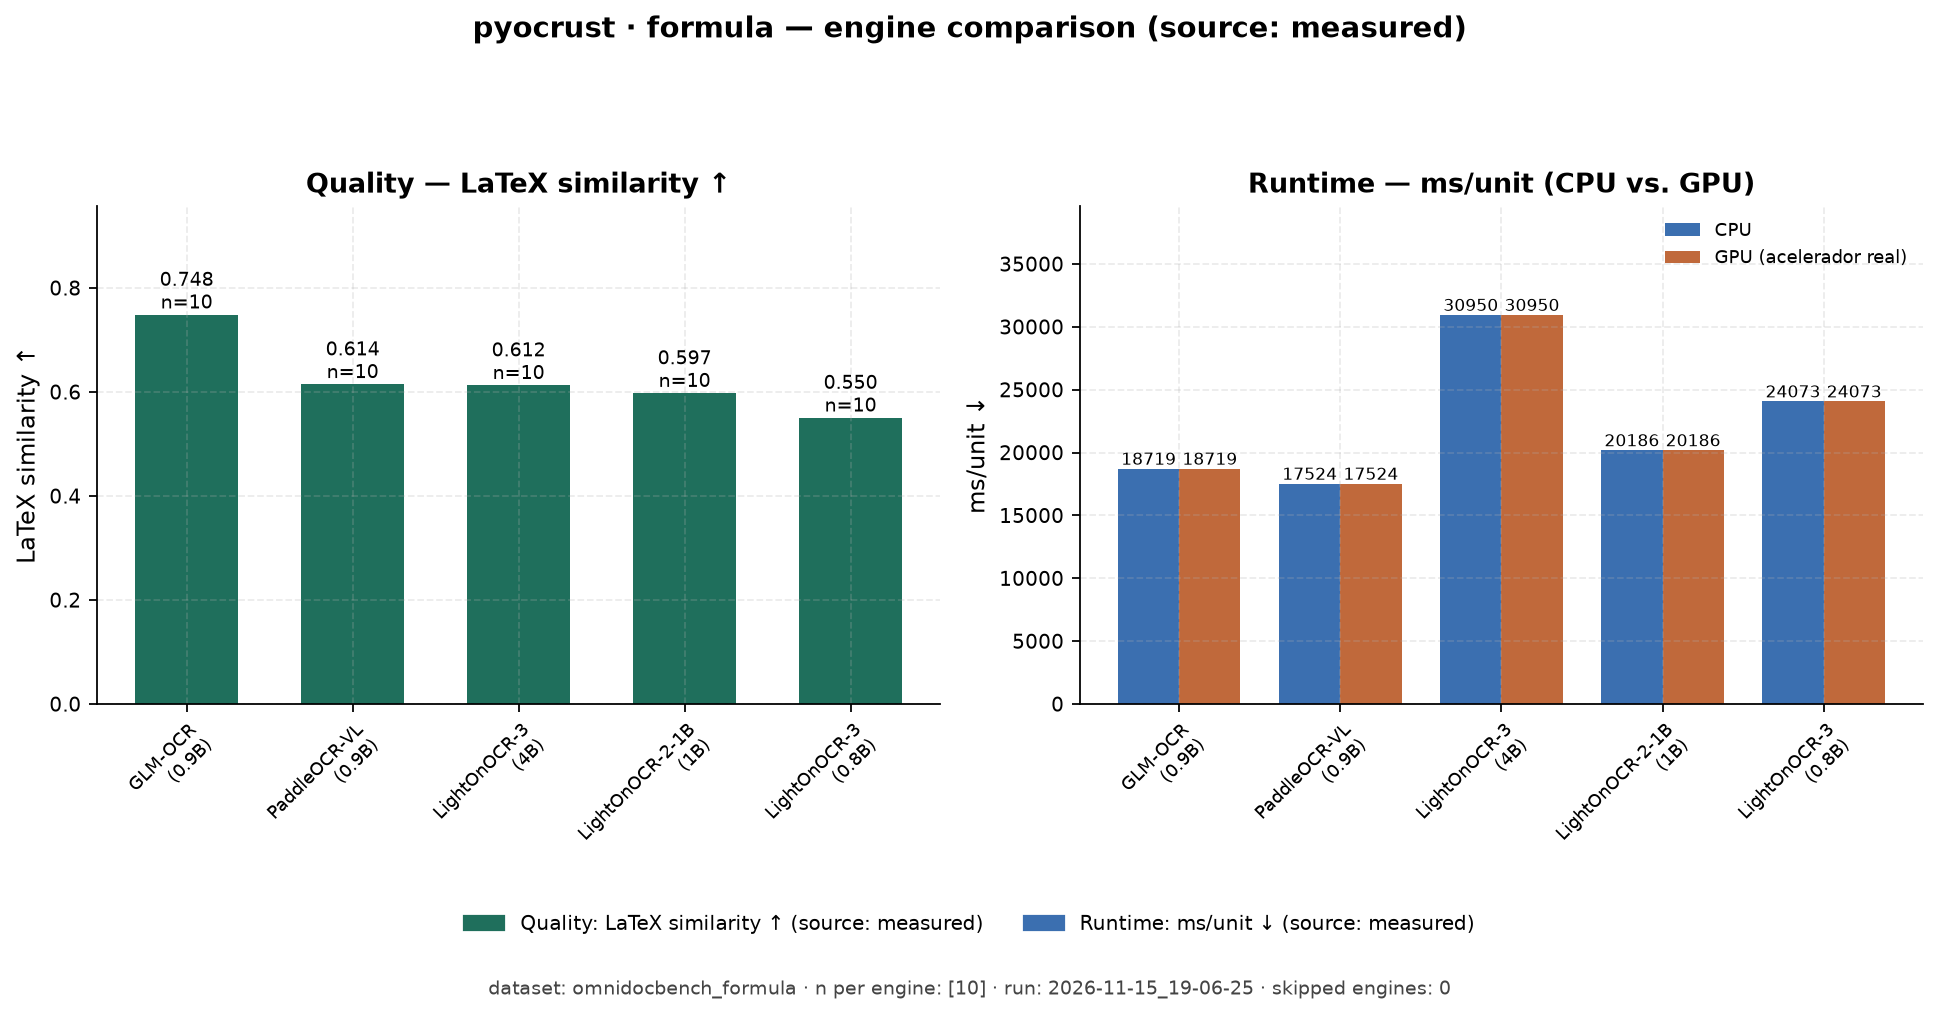 pyocrust · formula — engine comparison (source: measured)
Quality — LaTeX similarity ↑
LaTeX similarity ↑
0.8
0.6
0.4
0.2
0.0
0.748
n=10
0.614
n=10
0.612
n=10
0.597
n=10
0.550
n=10
GLM-OCR
(0.9B)
PaddleOCR-VL
(0.9B)
LightOnOCR-3
(4B)
LightOnOCR-2-1B
(1B)
LightOnOCR-3
(0.8B)
Runtime — ms/unit (CPU vs. GPU)
CPU
GPU (acelerador real)
ms/unit ↓
35000
30000
25000
20000
15000
10000
5000
0
18719 18719
17524 17524
30950 30950
20186 20186
24073 24073
GLM-OCR
(0.9B)
PaddleOCR-VL
(0.9B)
LightOnOCR-3
(4B)
LightOnOCR-2-1B
(1B)
LightOnOCR-3
(0.8B)
Quality: LaTeX similarity ↑ (source: measured)
Runtime: ms/unit ↓ (source: measured)
dataset: omnidocbench_formula · n per engine: [10] · run: 2026-11-15_19-06-25 · skipped engines: 0